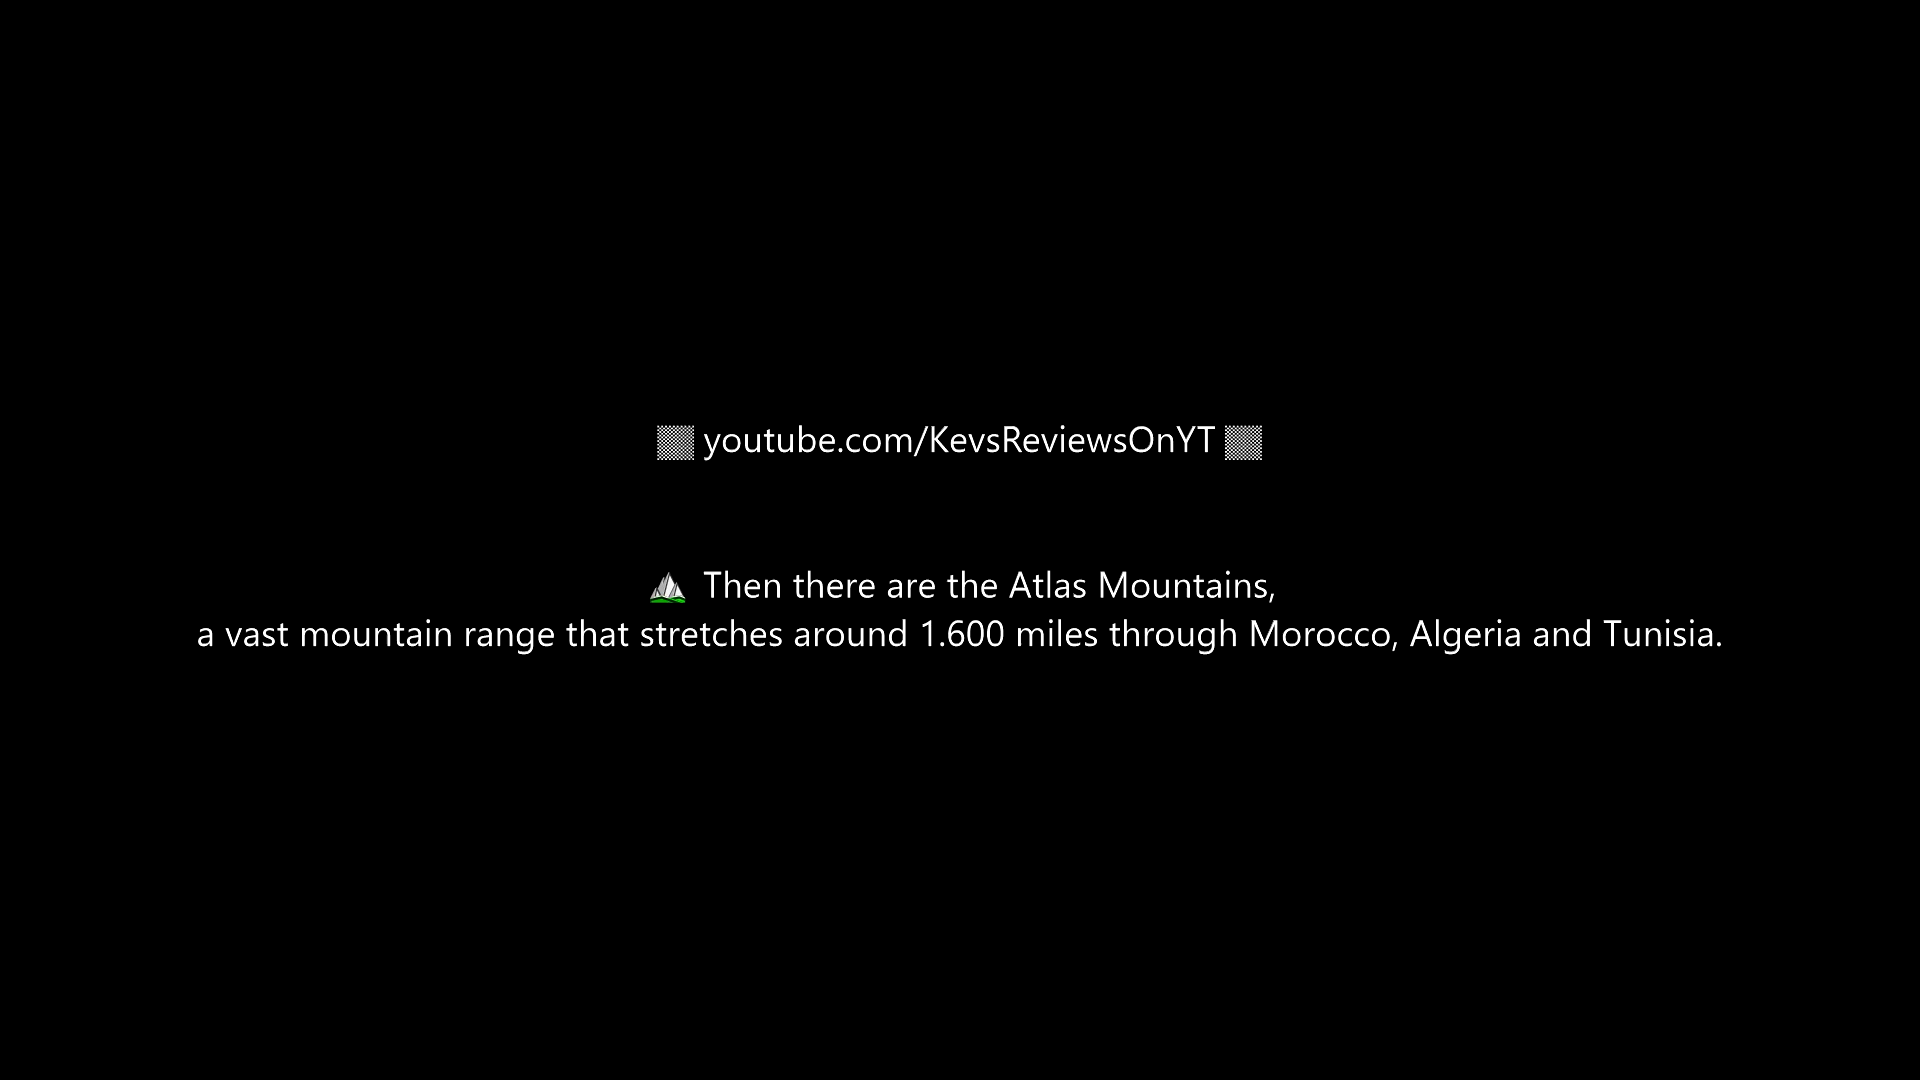 ▒▒ youtube.com/KevsReviewsOnYT ▒▒
Then there are the Atlas Mountains,
a vast mountain range that stretches around 1.600 miles through Morocco, Algeria and Tunisia.